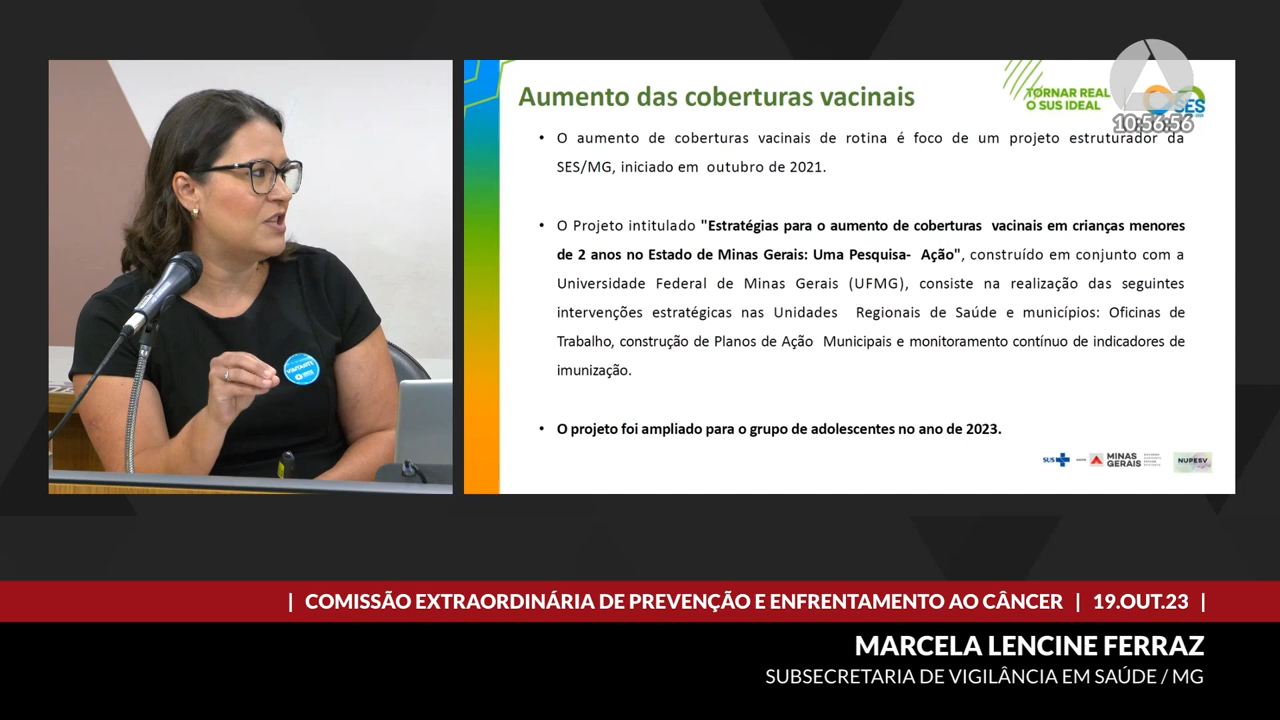 Aumento das coberturas vacinais
TORNAR REAL
O SUS IDEAL
SES
10:56:56
• O aumento de coberturas vacinais de rotina é foco de um projeto estruturador da
SES/MG, iniciado em outubro de 2021.
• O Projeto intitulado "Estratégias para o aumento de coberturas vacinais em crianças menores
de 2 anos no Estado de Minas Gerais: Uma Pesquisa- Ação", construído em conjunto com a
Universidade Federal de Minas Gerais (UFMG), consiste na realização das seguintes
intervenções estratégicas nas Unidades Regionais de Saúde e municípios: Oficinas de
Trabalho, construção de Planos de Ação Municipais e monitoramento contínuo de indicadores de
imunização.
• O projeto foi ampliado para o grupo de adolescentes no ano de 2023.
SUS
MINAS
GERAIS
NUPESV
VISITANTE
| COMISSÃO EXTRAORDINÁRIA DE PREVENÇÃO E ENFRENTAMENTO AO CÂNCER | 19.OUT.23 |
MARCELA LENCINE FERRAZ
SUBSECRETARIA DE VIGILÂNCIA EM SAÚDE / MG